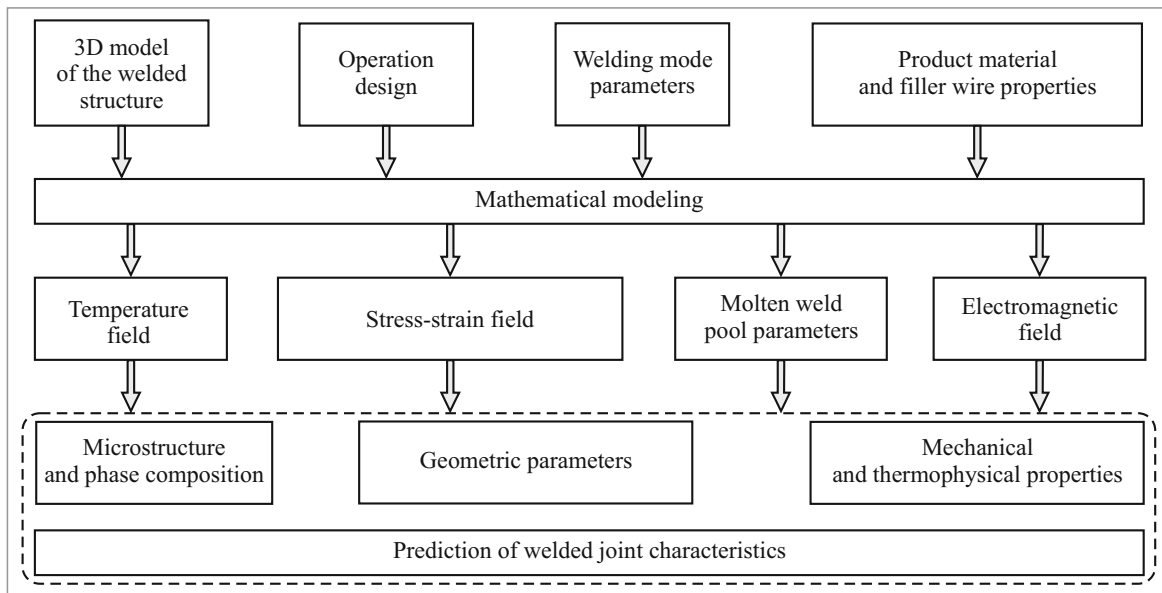 3D model
of the welded
structure
Operation
design
Welding mode
parameters
Product material
and filler wire properties
Mathematical modeling
Temperature
field
Stress-strain field
Molten weld
pool parameters
Electromagnetic
field
Microstructure
and phase composition
Geometric parameters
Mechanical
and thermophysical properties
Prediction of welded joint characteristics